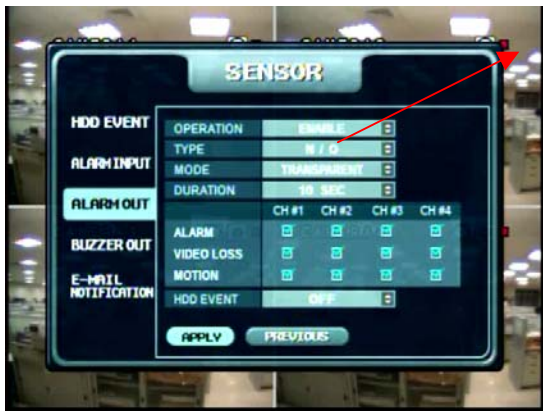 SENSOR
HDD EVENT
ALARM INPUT
ALARM OUT
BUZZER OUT
E-MAIL
NOTIFICATION
OPERATION ENABLE
TYPE N / O
MODE TRANSPARENT
DURATION 10 SEC
CH #1 CH #2 CH #3 CH #4
ALARM
VIDEO LOSS
MOTION
HDD EVENT OFF
APPLY PREVIOUS